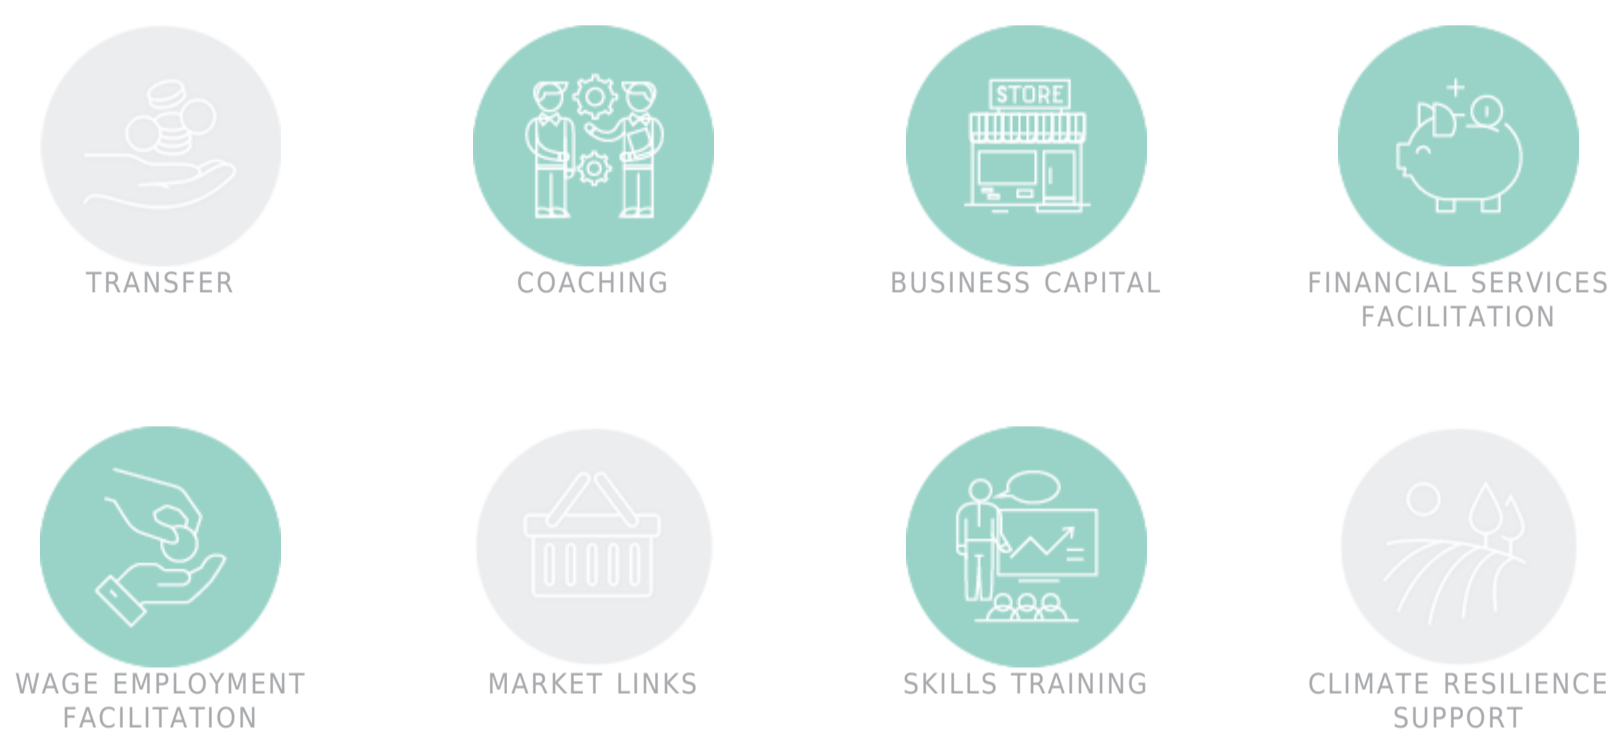 STORE
TRANSFER
COACHING
BUSINESS CAPITAL
FINANCIAL SERVICES
FACILITATION
WAGE EMPLOYMENT
FACILITATION
MARKET LINKS
SKILLS TRAINING
CLIMATE RESILIENCE
SUPPORT